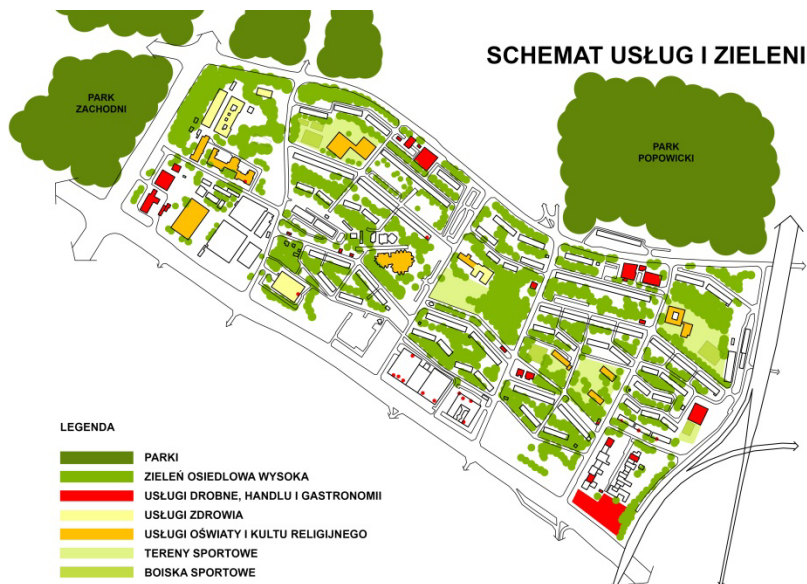 SCHEMAT USŁUG I ZIELENI
PARK
ZACHODNI
PARK
POPOWICKI
LEGENDA
PARKI
ZIELEŃ OSIEDLOWA WYSOKA
USŁUGI DROBNE, HANDLU I GASTRONOMII
USŁUGI ZDROWIA
USŁUGI OŚWIATY I KULTU RELIGIJNEGO
TERENY SPORTOWE
BOISKA SPORTOWE